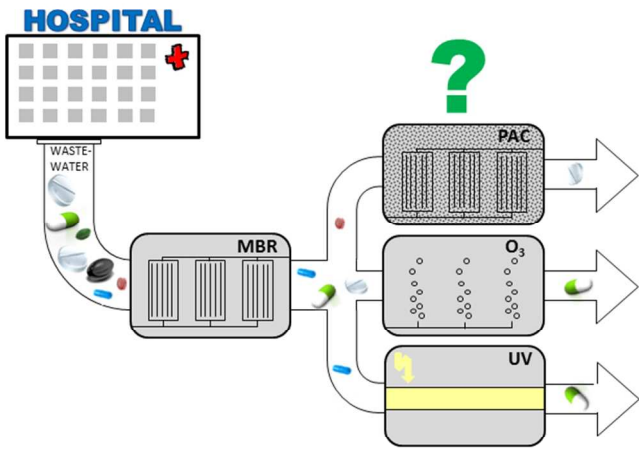 HOSPITAL
WASTE-
WATER
MBR
?
PAC
O₃
UV